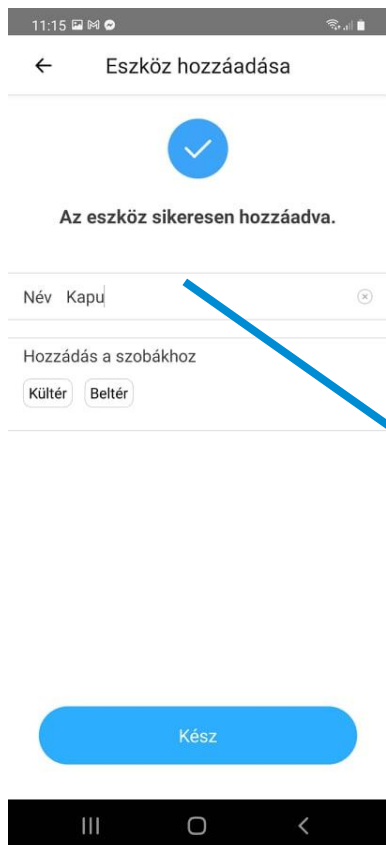 11:15
Eszköz hozzáadása
Az eszköz sikeresen hozzáadva.
Név Kapu
Hozzádás a szobákhoz
Kültér Beltér
Kész